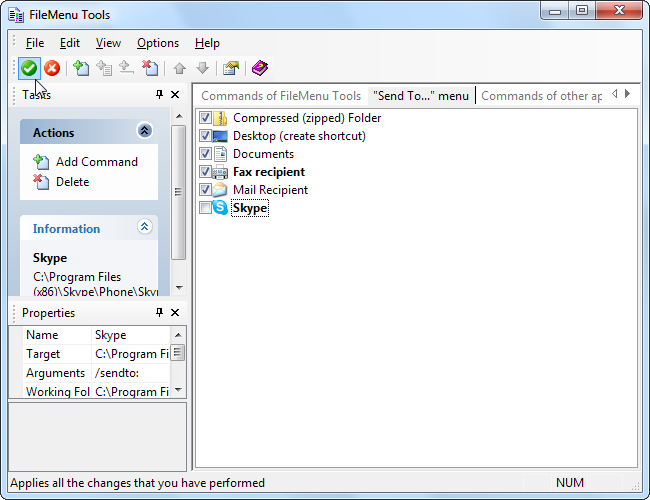 FileMenu Tools
File Edit View Options Help
Tasks
Actions
Add Command
Delete
Information
Skype
C:\Program Files
(x86)\Skype\Phone\Sky
Properties
Name Skype
Target C:\Program Fi
Arguments /sendto:
Working Fol C:\Program Fi
Commands of FileMenu Tools "Send To..." menu Commands of other ap
Compressed (zipped) Folder
Desktop (create shortcut)
Documents
Fax recipient
Mail Recipient
Skype
Applies all the changes that you have performed NUM